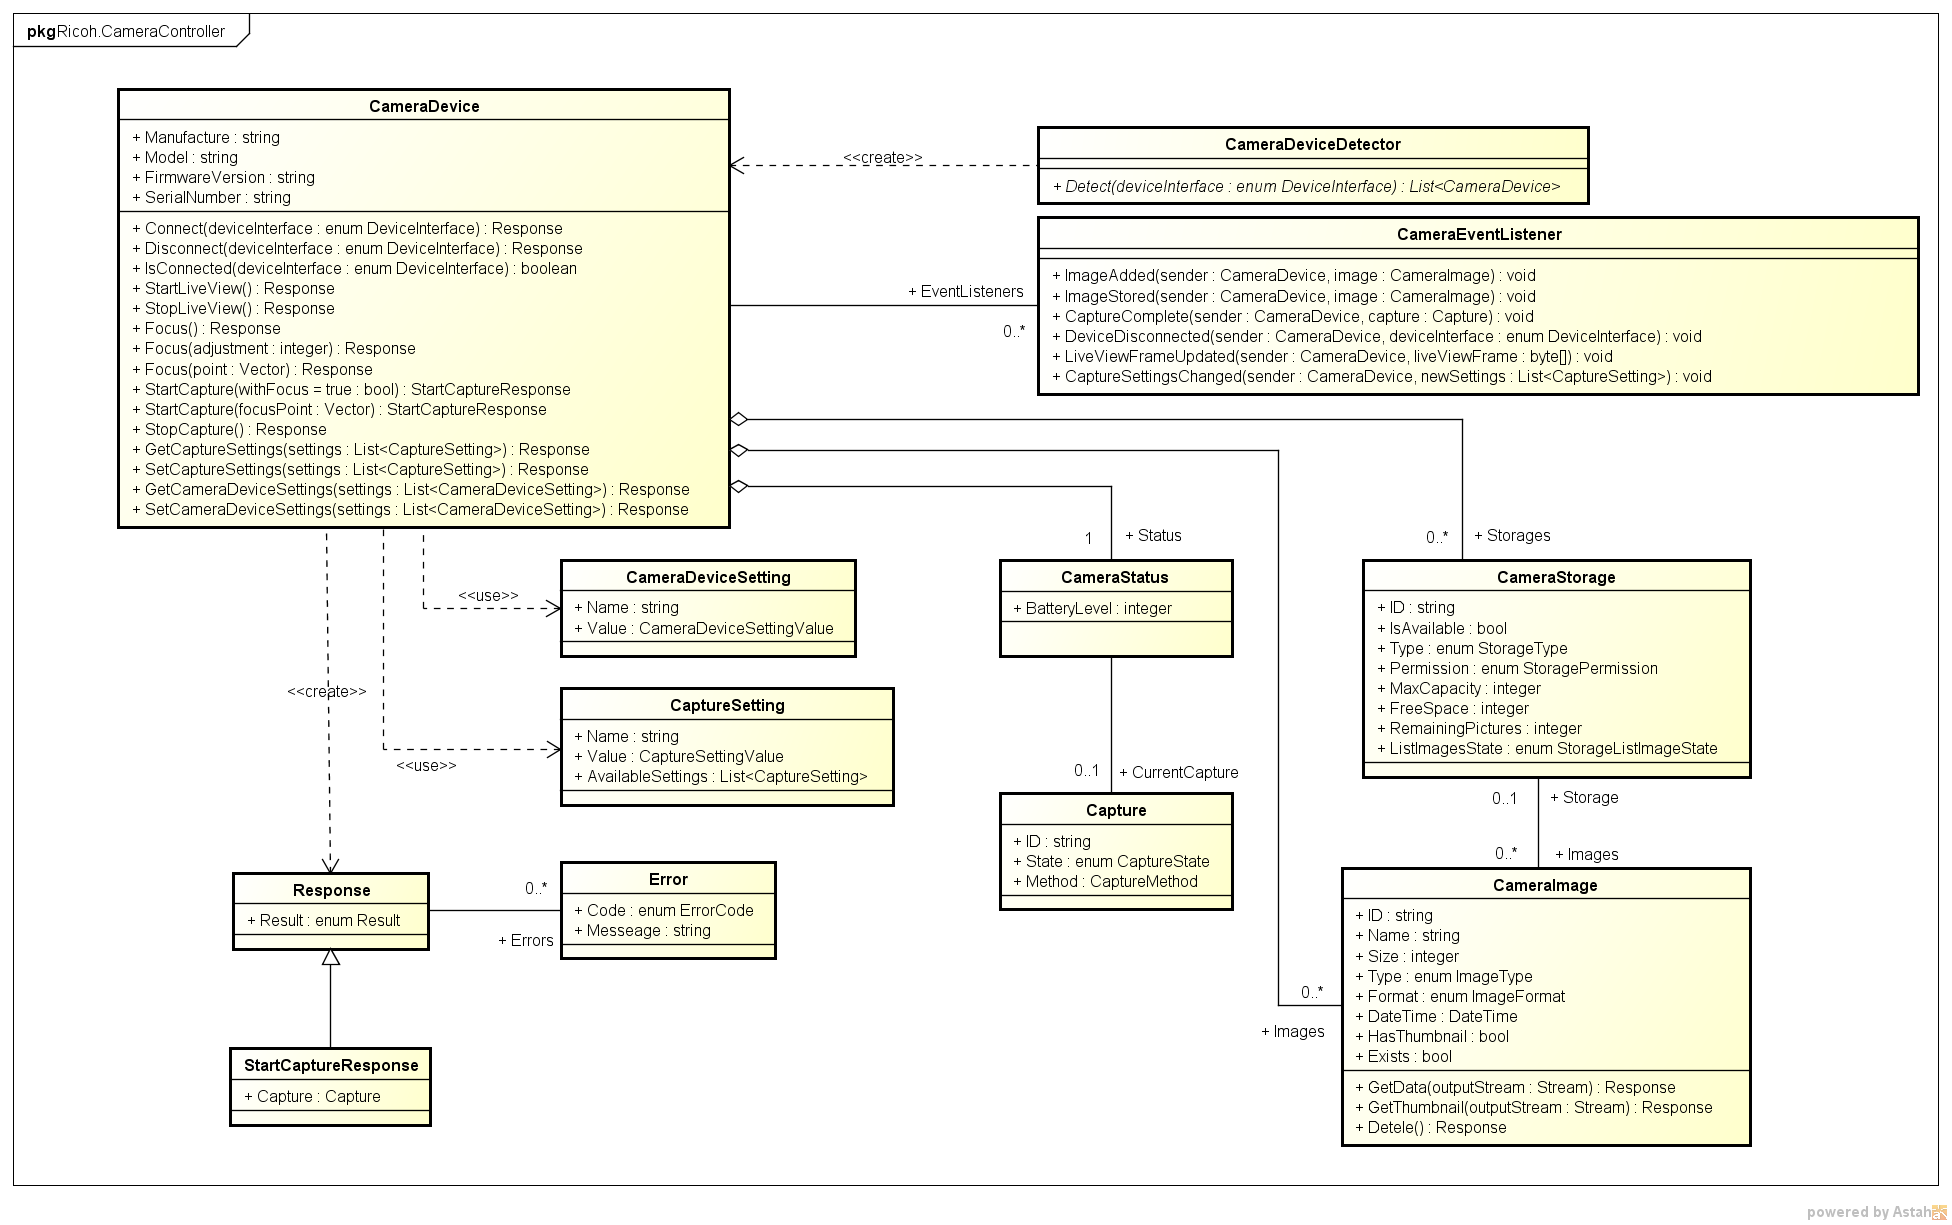 pkgRicoh.CameraController
CameraDevice
+ Manufacture : string
+ Model : string
+ FirmwareVersion : string
+ SerialNumber : string
+ Connect(deviceInterface : enum DeviceInterface) : Response
+ Disconnect(deviceInterface : enum DeviceInterface) : Response
+ IsConnected(deviceInterface : enum DeviceInterface) : boolean
+ StartLiveView() : Response
+ StopLiveView() : Response
+ Focus() : Response
+ Focus(adjustment : integer) : Response
+ Focus(point : Vector) : Response
+ StartCapture(withFocus = true : bool) : StartCaptureResponse
+ StartCapture(focusPoint : Vector) : StartCaptureResponse
+ StopCapture() : Response
+ GetCaptureSettings(settings : List<CaptureSetting>) : Response
+ SetCaptureSettings(settings : List<CaptureSetting>) : Response
+ GetCameraDeviceSettings(settings : List<CameraDeviceSetting>) : Response
+ SetCameraDeviceSettings(settings : List<CameraDeviceSetting>) : Response
<<create>>
CameraDeviceDetector
+ Detect(deviceInterface : enum DeviceInterface) : List<CameraDevice>
+ EventListeners
0..*
CameraEventListener
+ ImageAdded(sender : CameraDevice, image : CameraImage) : void
+ ImageStored(sender : CameraDevice, image : CameraImage) : void
+ CaptureComplete(sender : CameraDevice, capture : Capture) : void
+ DeviceDisconnected(sender : CameraDevice, deviceInterface : enum DeviceInterface) : void
+ LiveViewFrameUpdated(sender : CameraDevice, liveViewFrame : byte[]) : void
+ CaptureSettingsChanged(sender : CameraDevice, newSettings : List<CaptureSetting>) : void
<<use>>
CameraDeviceSetting
+ Name : string
+ Value : CameraDeviceSettingValue
1
+ Status
CameraStatus
+ BatteryLevel : integer
0..*
+ Storages
CameraStorage
+ ID : string
+ IsAvailable : bool
+ Type : enum StorageType
+ Permission : enum StoragePermission
+ MaxCapacity : integer
+ FreeSpace : integer
+ RemainingPictures : integer
+ ListImagesState : enum StorageListImageState
<<create>>
<<use>>
CaptureSetting
+ Name : string
+ Value : CaptureSettingValue
+ AvailableSettings : List<CaptureSetting>
0..1
+ CurrentCapture
Capture
+ ID : string
+ State : enum CaptureState
+ Method : CaptureMethod
0..1
+ Storage
0..*
+ Images
Response
+ Result : enum Result
0..*
+ Errors
Error
+ Code : enum ErrorCode
+ Messeage : string
0..*
+ Images
CameraImage
+ ID : string
+ Name : string
+ Size : integer
+ Type : enum ImageType
+ Format : enum ImageFormat
+ DateTime : DateTime
+ HasThumbnail : bool
+ Exists : bool
+ GetData(outputStream : Stream) : Response
+ GetThumbnail(outputStream : Stream) : Response
+ Detele() : Response
StartCaptureResponse
+ Capture : Capture
powered by Astah